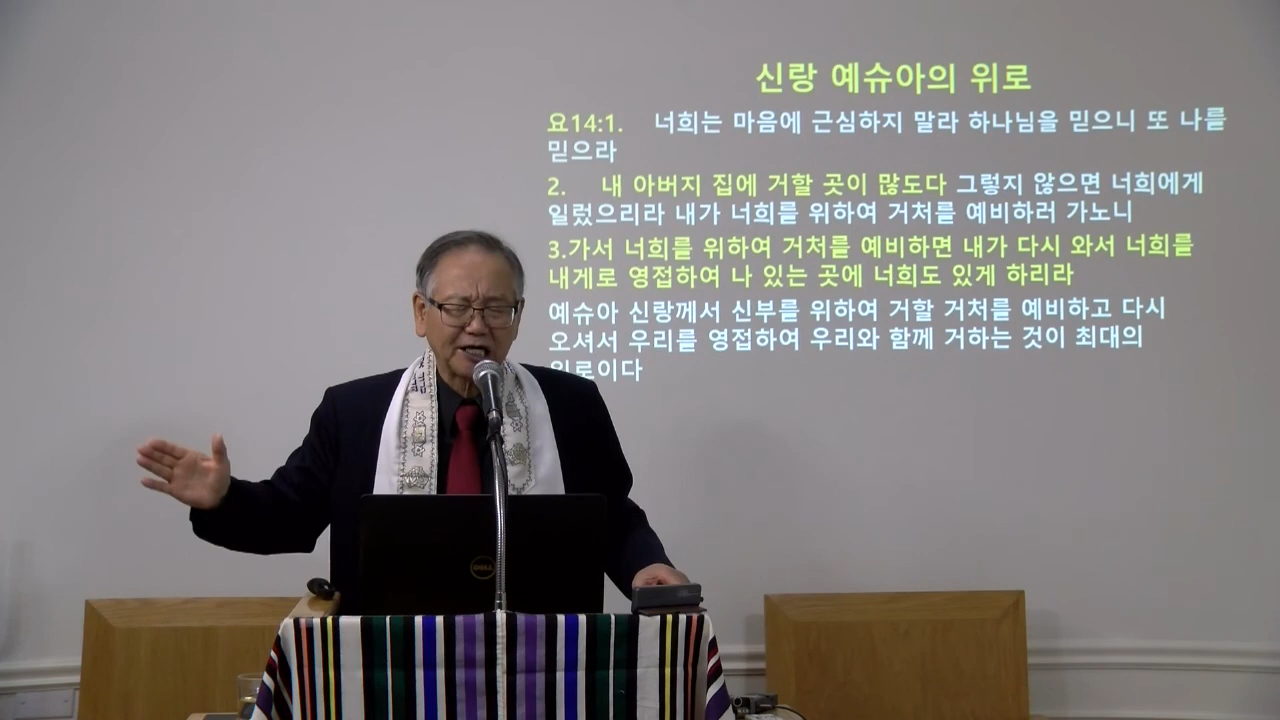 신랑 예슈아의 위로
요14:1. 너희는 마음에 근심하지 말라 하나님을 믿으니 또 나를
믿으라
2. 내 아버지 집에 거할 곳이 많도다 그렇지 않으면 너희에게
일렀으리라 내가 너희를 위하여 거처를 예비하러 가노니
3.가서 너희를 위하여 거처를 예비하면 내가 다시 와서 너희를
내게로 영접하여 나 있는 곳에 너희도 있게 하리라
예슈아 신랑께서 신부를 위하여 거할 거처를 예비하고 다시
오셔서 우리를 영접하여 우리와 함께 거하는 것이 최대의
위로이다
DELL